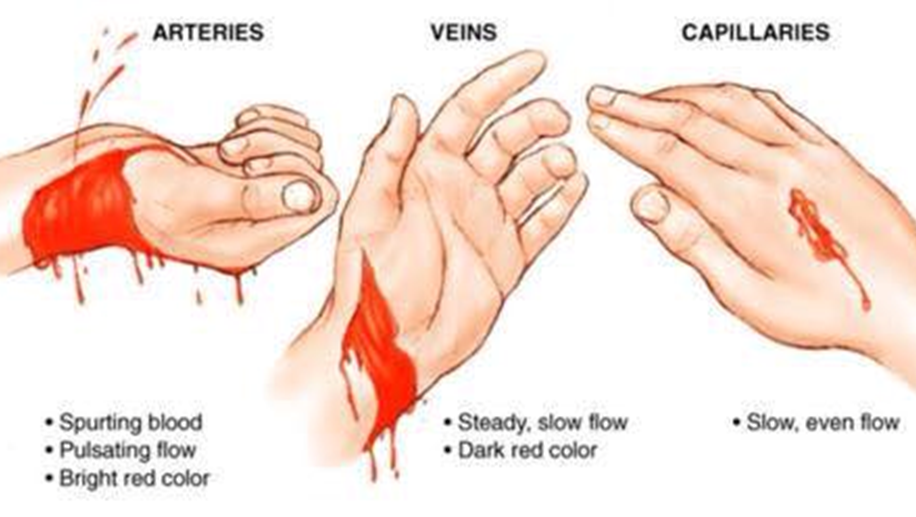 ARTERIES
VEINS
CAPILLARIES
• Spurting blood
• Pulsating flow
• Bright red color
• Steady, slow flow
• Dark red color
• Slow, even flow